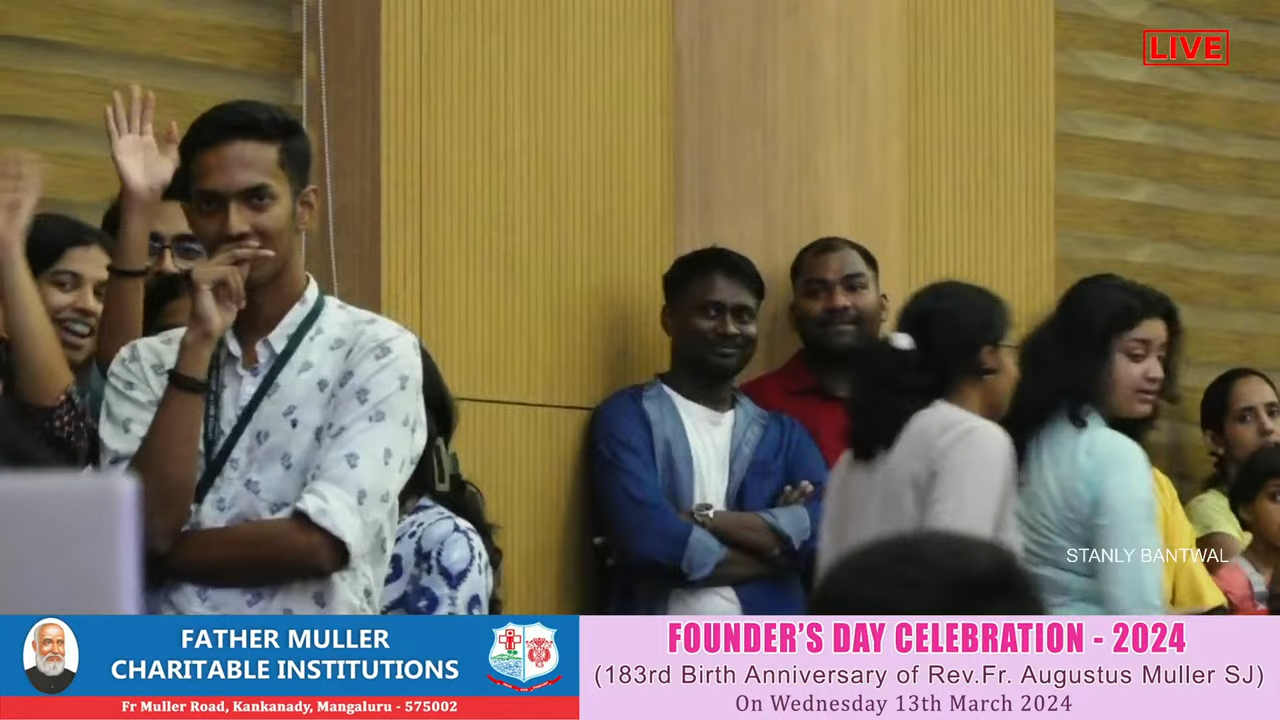 LIVE
STANLY BANTWAL
FATHER MULLER
CHARITABLE INSTITUTIONS
Fr Muller Road, Kankanady, Mangaluru - 575002
FOUNDER'S DAY CELEBRATION - 2024
(183rd Birth Anniversary of Rev.Fr. Augustus Muller SJ)
On Wednesday 13th March 2024